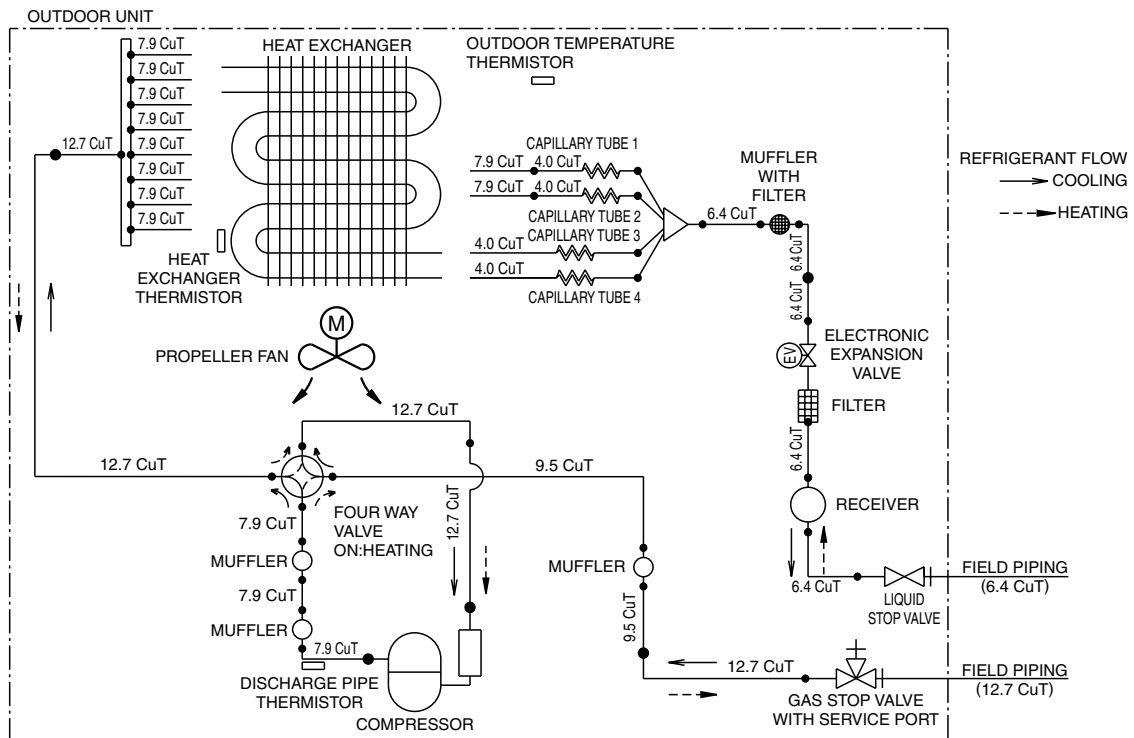 OUTDOOR UNIT
7.9 CuT
7.9 CuT
7.9 CuT
7.9 CuT
7.9 CuT
7.9 CuT
7.9 CuT
7.9 CuT
12.7 CuT
HEAT EXCHANGER
OUTDOOR TEMPERATURE
THERMISTOR
HEAT
EXCHANGER
THERMISTOR
CAPILLARY TUBE 1
7.9 CuT
4.0 CuT
7.9 CuT
4.0 CuT
CAPILLARY TUBE 2
CAPILLARY TUBE 3
4.0 CuT
4.0 CuT
CAPILLARY TUBE 4
6.4 CuT
MUFFLER
WITH
FILTER
6.4 CuT
6.4 CuT
REFRIGERANT FLOW
COOLING
HEATING
EV
ELECTRONIC
EXPANSION
VALVE
FILTER
6.4 CuT
RECEIVER
6.4 CuT
LIQUID
STOP VALVE
FIELD PIPING
(6.4 CuT)
M
PROPELLER FAN
12.7 CuT
12.7 CuT
9.5 CuT
12.7 CuT
FOUR WAY
VALVE
ON:HEATING
7.9 CuT
MUFFLER
7.9 CuT
MUFFLER
7.9 CuT
DISCHARGE PIPE
THERMISTOR
COMPRESSOR
MUFFLER
9.5 CuT
12.7 CuT
GAS STOP VALVE
WITH SERVICE PORT
FIELD PIPING
(12.7 CuT)